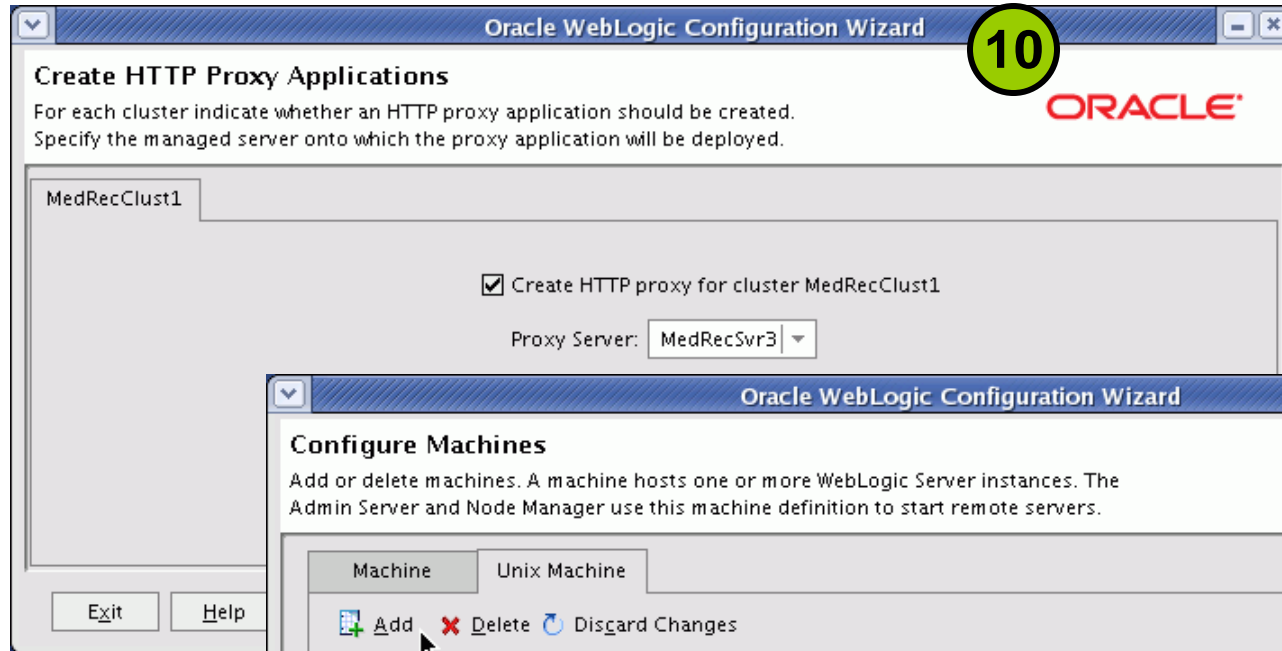 Oracle WebLogic Configuration Wizard
10
Create HTTP Proxy Applications
For each cluster indicate whether an HTTP proxy application should be created.
Specify the managed server onto which the proxy application will be deployed.
ORACLE
MedRecClust1
Create HTTP proxy for cluster MedRecClust1
Proxy Server: MedRecSvr3
Exit Help
Oracle WebLogic Configuration Wizard
Configure Machines
Add or delete machines. A machine hosts one or more WebLogic Server instances. The
Admin Server and Node Manager use this machine definition to start remote servers.
Machine Unix Machine
Add Delete Discard Changes